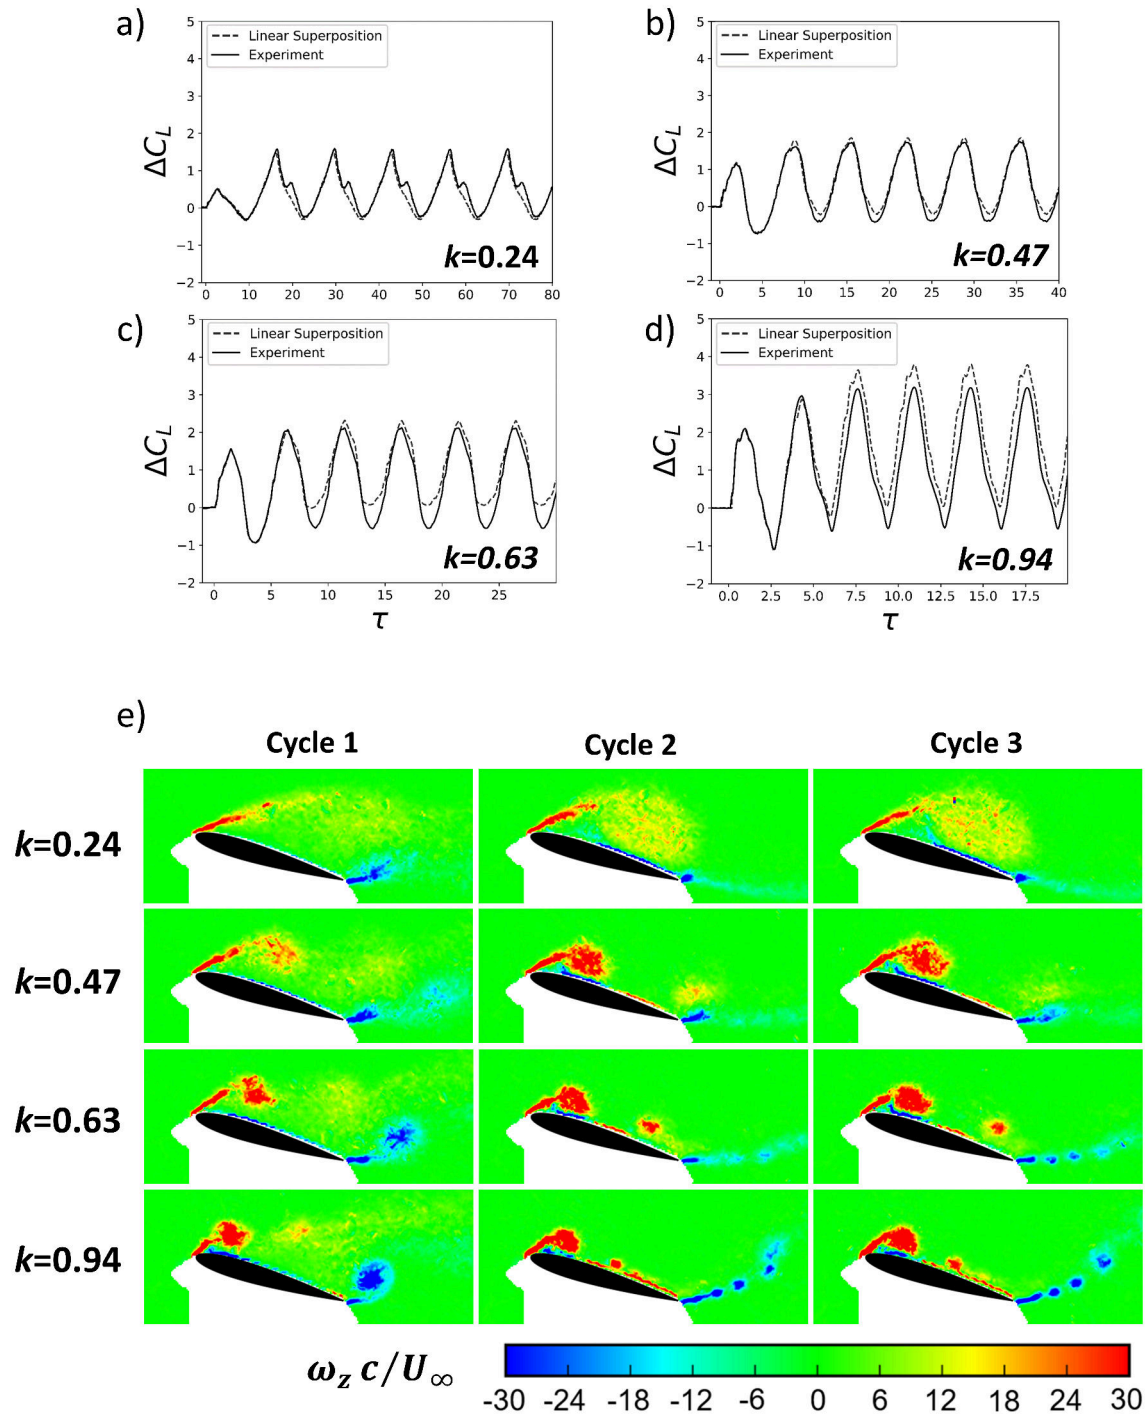 a)
Linear Superposition
Experiment
5
4
3
2
1
0
−1
−2
ΔC_L
0 10 20 30 40 50 60 70 80
k=0.24
b)
Linear Superposition
Experiment
5
4
3
2
1
0
−1
−2
ΔC_L
0 5 10 15 20 25 30 35 40
k=0.47
c)
Linear Superposition
Experiment
5
4
3
2
1
0
−1
−2
ΔC_L
0 5 10 15 20 25
k=0.63
τ
d)
Linear Superposition
Experiment
5
4
3
2
1
0
−1
−2
ΔC_L
0.0 2.5 5.0 7.5 10.0 12.5 15.0 17.5
k=0.94
τ
e)
Cycle 1 Cycle 2 Cycle 3
k=0.24
k=0.47
k=0.63
k=0.94
ω_z c/U_∞
-30 -24 -18 -12 -6 0 6 12 18 24 30